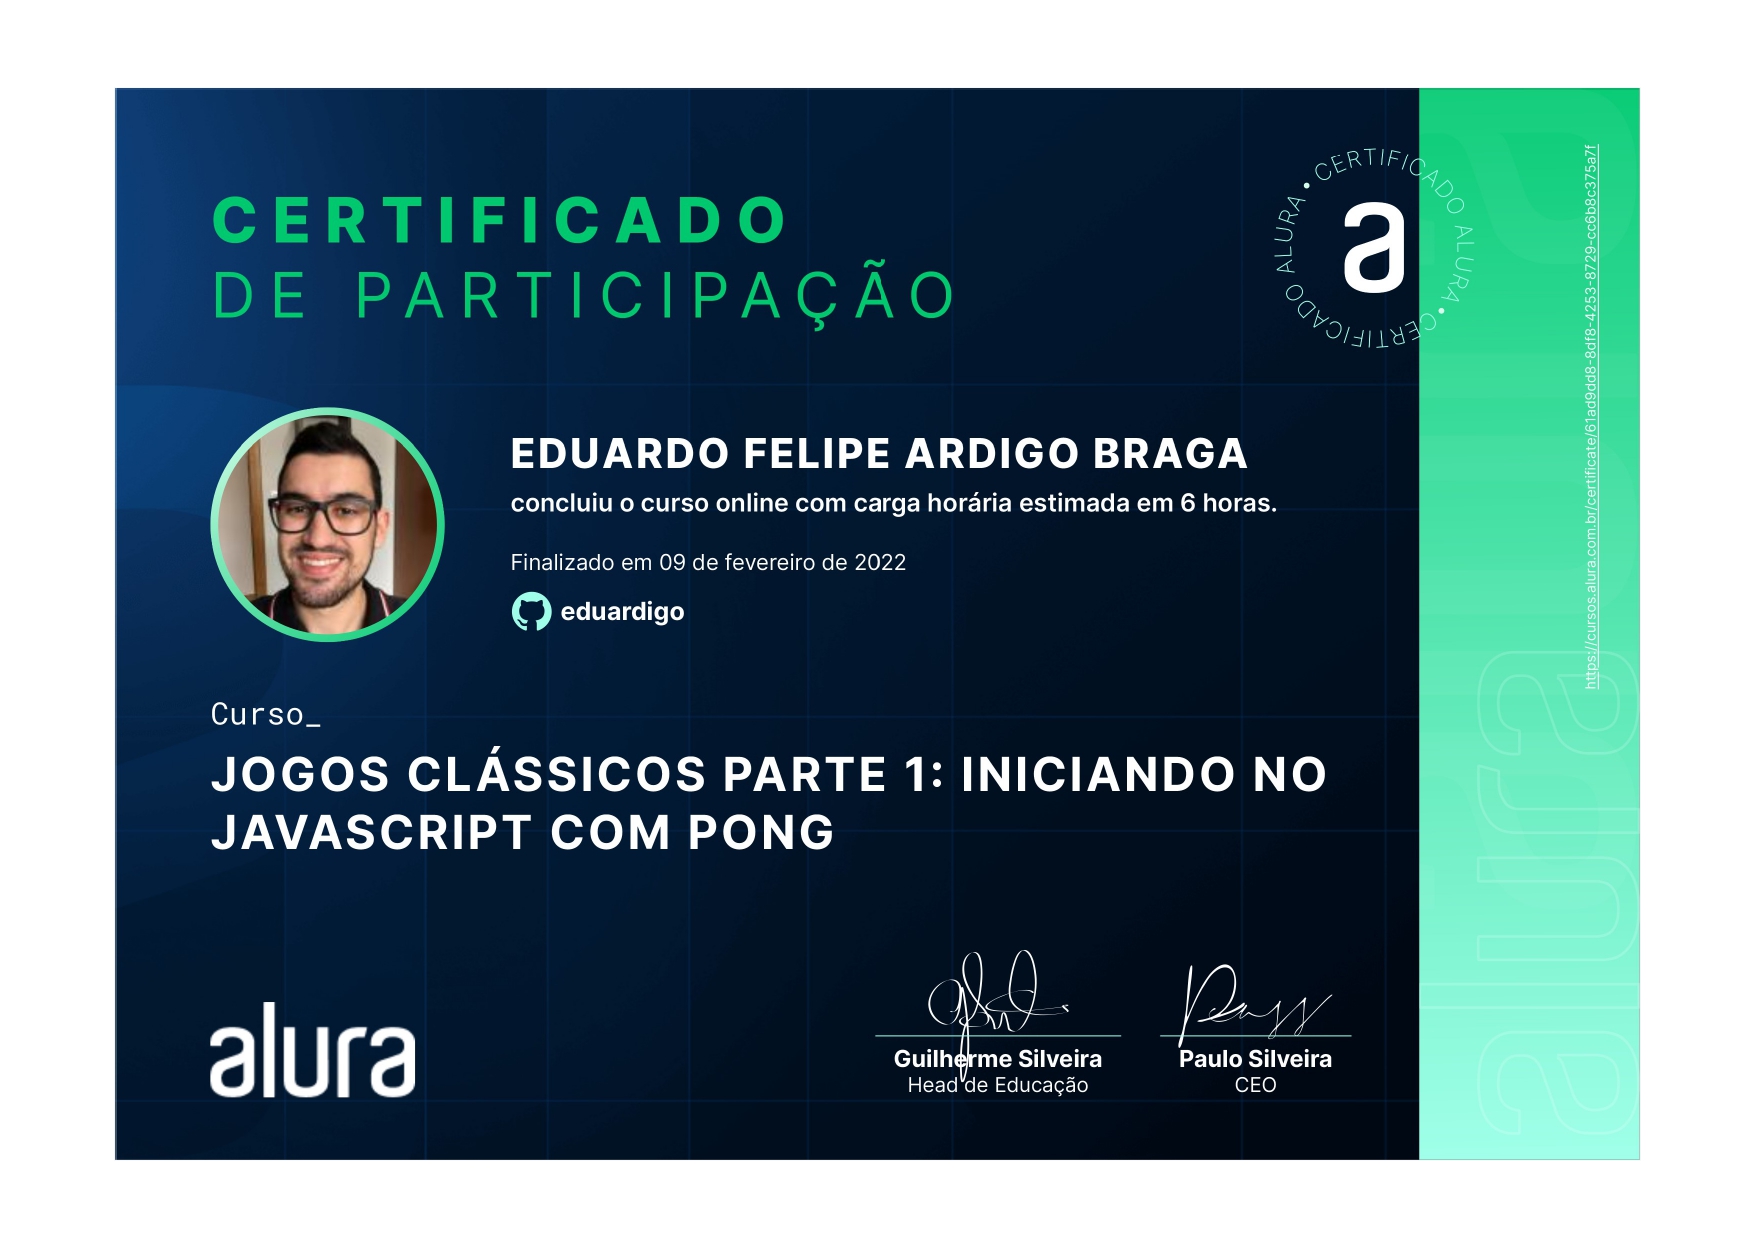 CERTIFICADO
DE PARTICIPAÇÃO
CERTIFICADO ALURA • CERTIFICADO ALURA •
a
https://cursos.alura.com.br/certificate/61ad9dd8-8df8-4253-8729-cc6b8c375a7f
EDUARDO FELIPE ARDIGO BRAGA
concluiu o curso online com carga horária estimada em 6 horas.
Finalizado em 09 de fevereiro de 2022
eduardigo
Curso_
JOGOS CLÁSSICOS PARTE 1: INICIANDO NO
JAVASCRIPT COM PONG
alura
Guilherme Silveira
Head de Educação
Paulo Silveira
CEO
alura